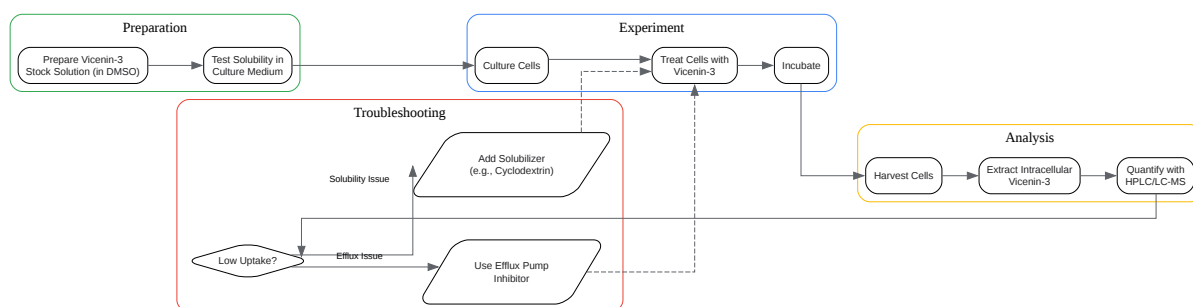 Preparation
Prepare Vicenin-3
Stock Solution (in DMSO)
Test Solubility in
Culture Medium
Experiment
Culture Cells
Treat Cells with
Vicenin-3
Incubate
Troubleshooting
Add Solubilizer
(e.g., Cyclodextrin)
Solubility Issue
Low Uptake?
Efflux Issue
Use Efflux Pump
Inhibitor
Analysis
Harvest Cells
Extract Intracellular
Vicenin-3
Quantify with
HPLC/LC-MS